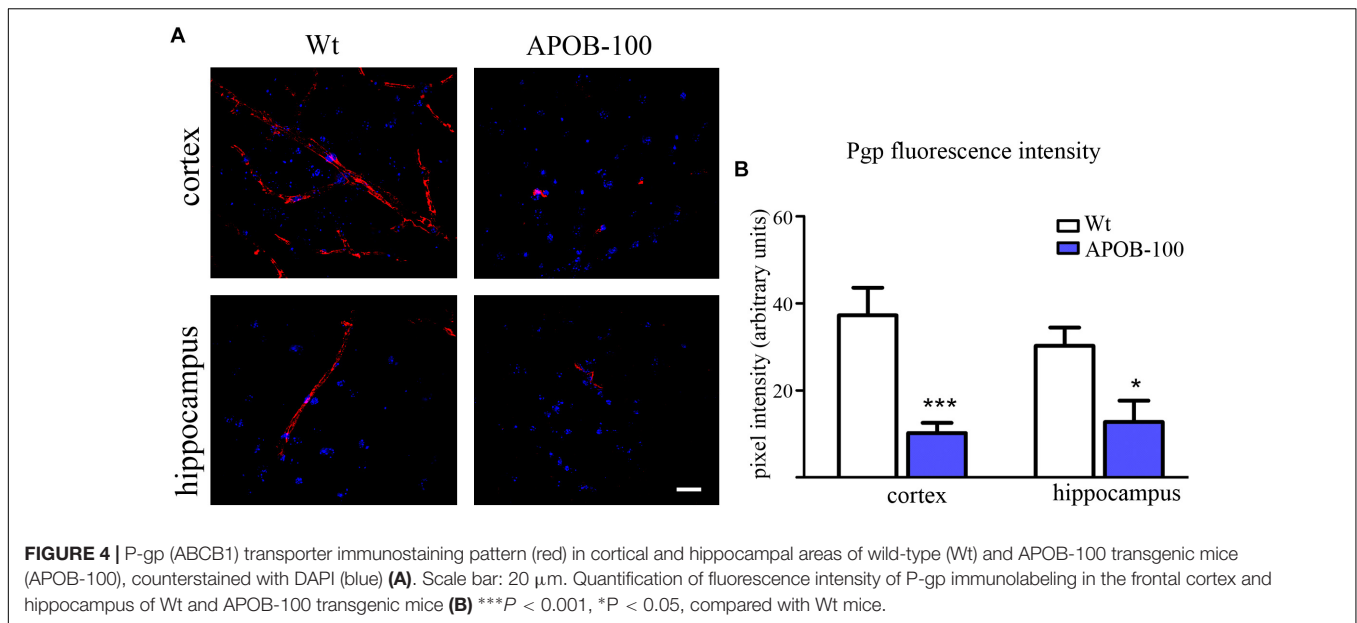 A
Wt
APOB-100
cortex
hippocampus
Pgp fluorescence intensity
B
pixel intensity (arbitrary units)
60
40
20
Wt
APOB-100
***
*
cortex
hippocampus
FIGURE 4 | P-gp (ABCB1) transporter immunostaining pattern (red) in cortical and hippocampal areas of wild-type (Wt) and APOB-100 transgenic mice
(APOB-100), counterstained with DAPI (blue) (A). Scale bar: 20 μm. Quantification of fluorescence intensity of P-gp immunolabeling in the frontal cortex and
hippocampus of Wt and APOB-100 transgenic mice (B) ***P < 0.001, *P < 0.05, compared with Wt mice.